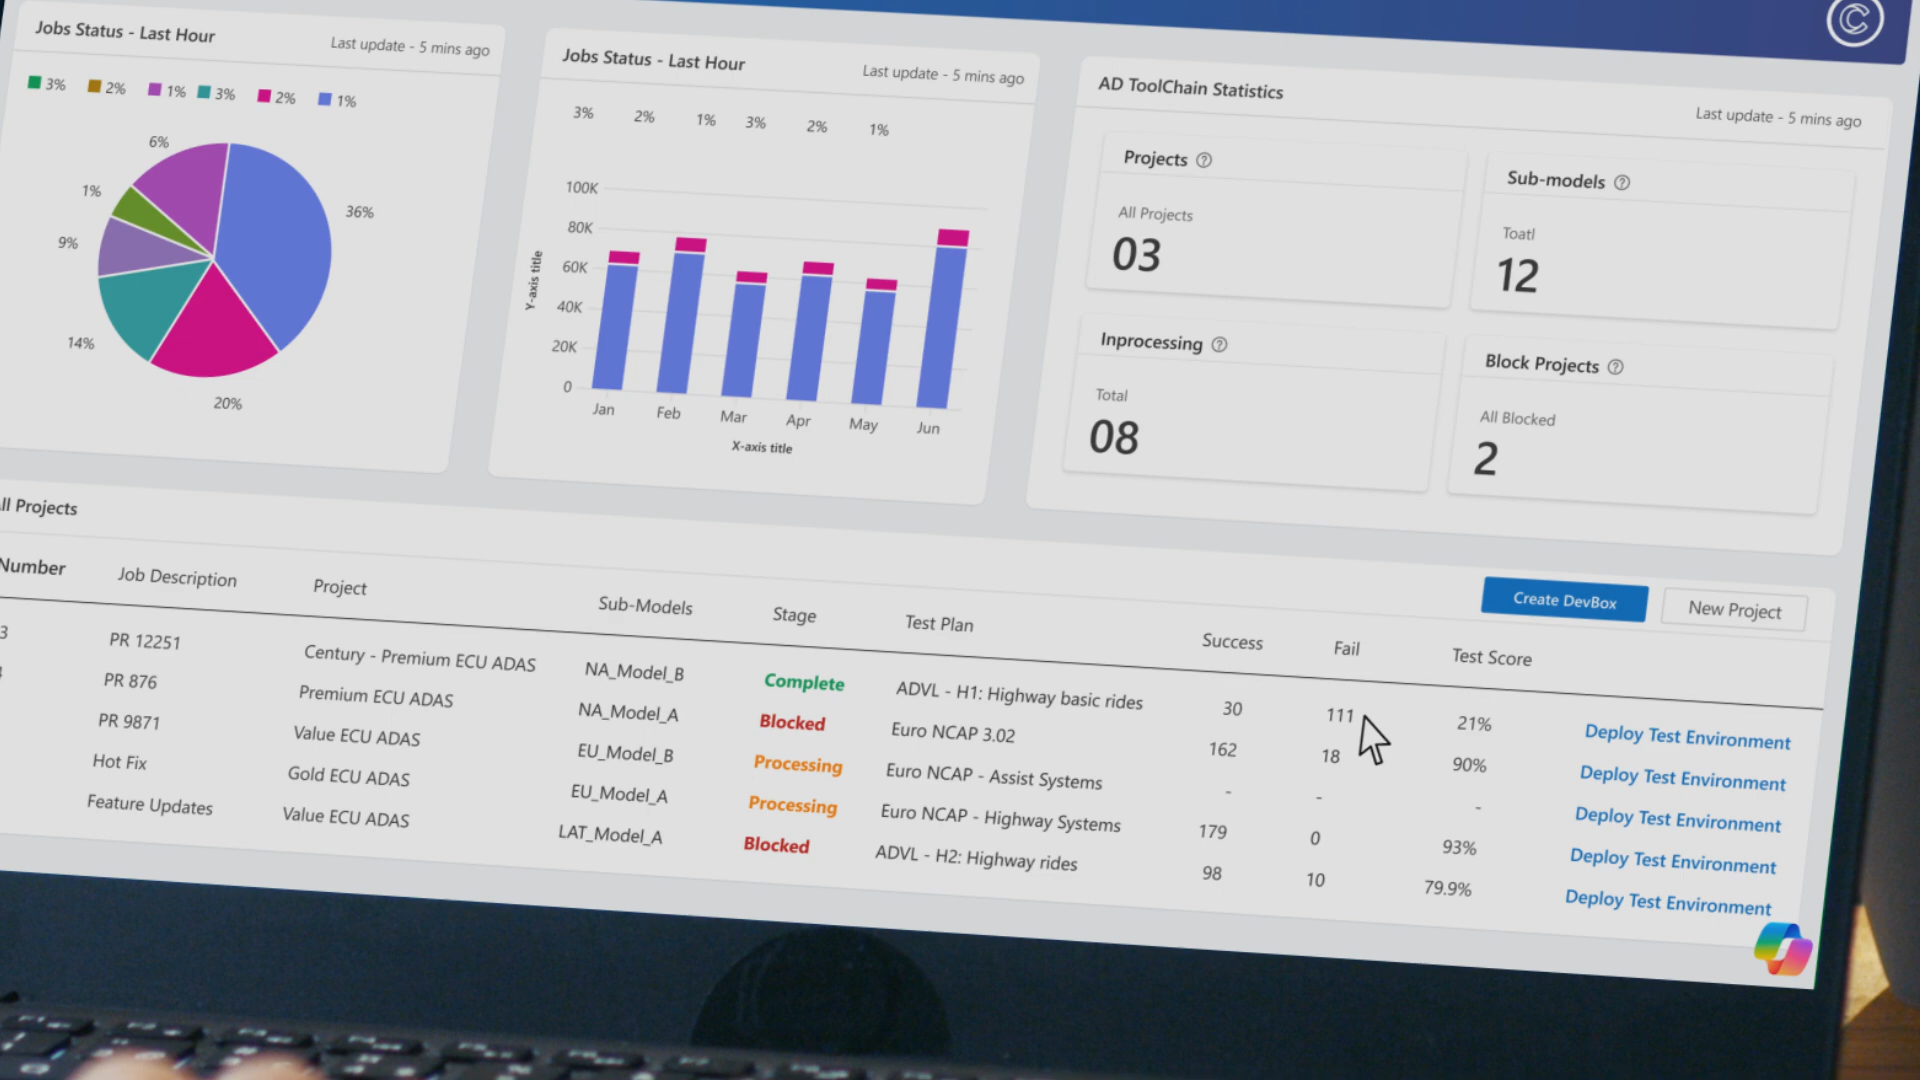 Jobs Status - Last Hour
Last update - 5 mins ago
3% 2% 1% 3% 2% 1%
6%
1%
36%
9%
14%
20%
Jobs Status - Last Hour
Last update - 5 mins ago
3% 2% 1% 3% 2% 1%
100K
80K
60K
40K
20K
0
Y-axis title
Jan Feb Mar Apr May Jun
X-axis title
AD ToolChain Statistics
Last update - 5 mins ago
Projects
All Projects
03
Sub-models
Toatl
12
Inprocessing
Total
08
Block Projects
All Blocked
2
Projects
Create DevBox
New Project
Number Job Description Project Sub-Models Stage Test Plan Success Fail Test Score
3 PR 12251 Century - Premium ECU ADAS NA_Model_B Complete ADVL - H1: Highway basic rides 30 111 21% Deploy Test Environment
PR 876 Premium ECU ADAS NA_Model_A Blocked Euro NCAP 3.02 162 18 90% Deploy Test Environment
PR 9871 Value ECU ADAS EU_Model_B Processing Euro NCAP - Assist Systems - - - Deploy Test Environment
Hot Fix Gold ECU ADAS EU_Model_A Processing Euro NCAP - Highway Systems 179 0 93% Deploy Test Environment
Feature Updates Value ECU ADAS LAT_Model_A Blocked ADVL - H2: Highway rides 98 10 79.9% Deploy Test Environment